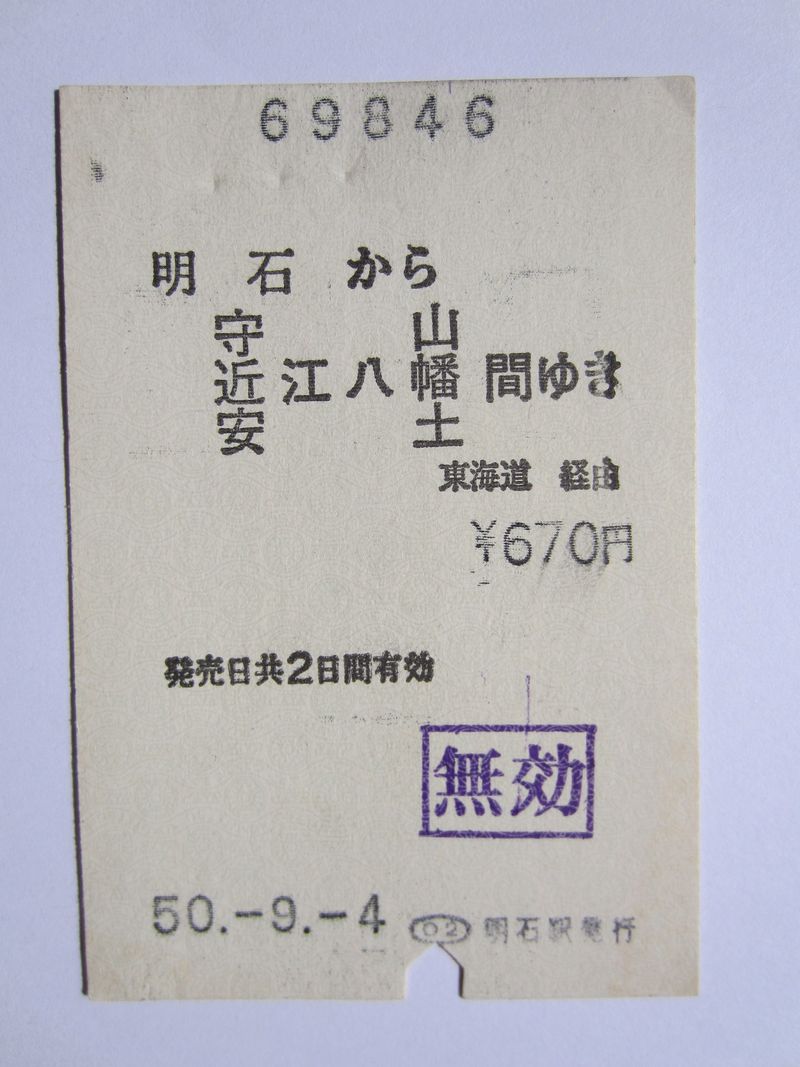 69846
明石から
守山
近江八幡 間ゆき
安土
東海道 経由
¥670円
発売日共2日間有効
無効
50.-9.-4 02 明石駅発行